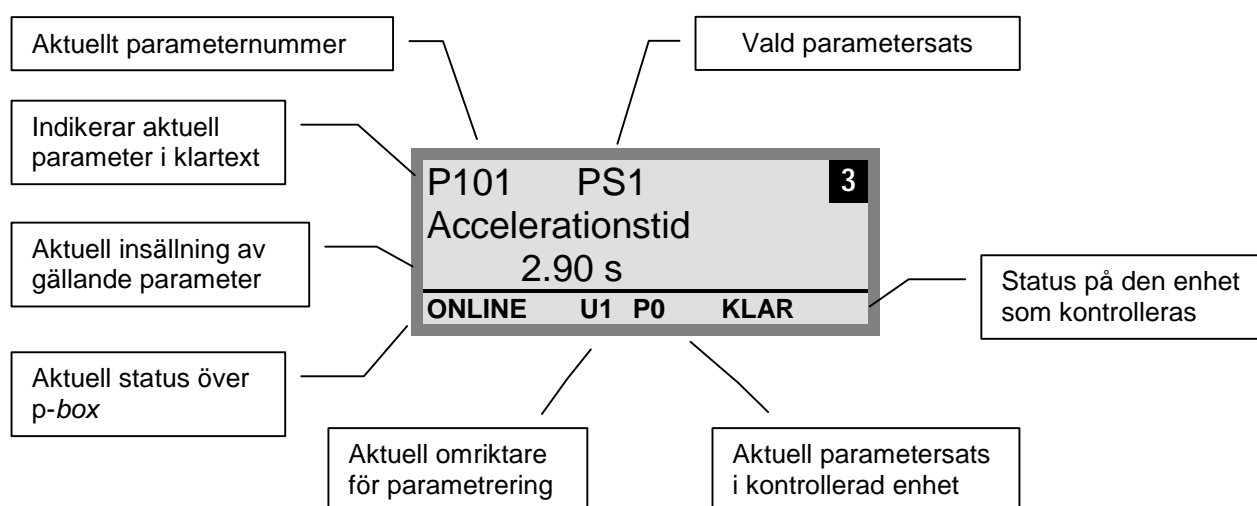 Aktuellt parameternummer
Vald parametersats
Indikerar aktuell
parameter i klartext
P101 PS1 3
Accelerationstid
2.90 s
ONLINE U1 P0 KLAR
Aktuell insällning av
gällande parameter
Status på den enhet
som kontrolleras
Aktuell status över
p-box
Aktuell omriktare
för parametrering
Aktuell parametersats
i kontrollerad enhet